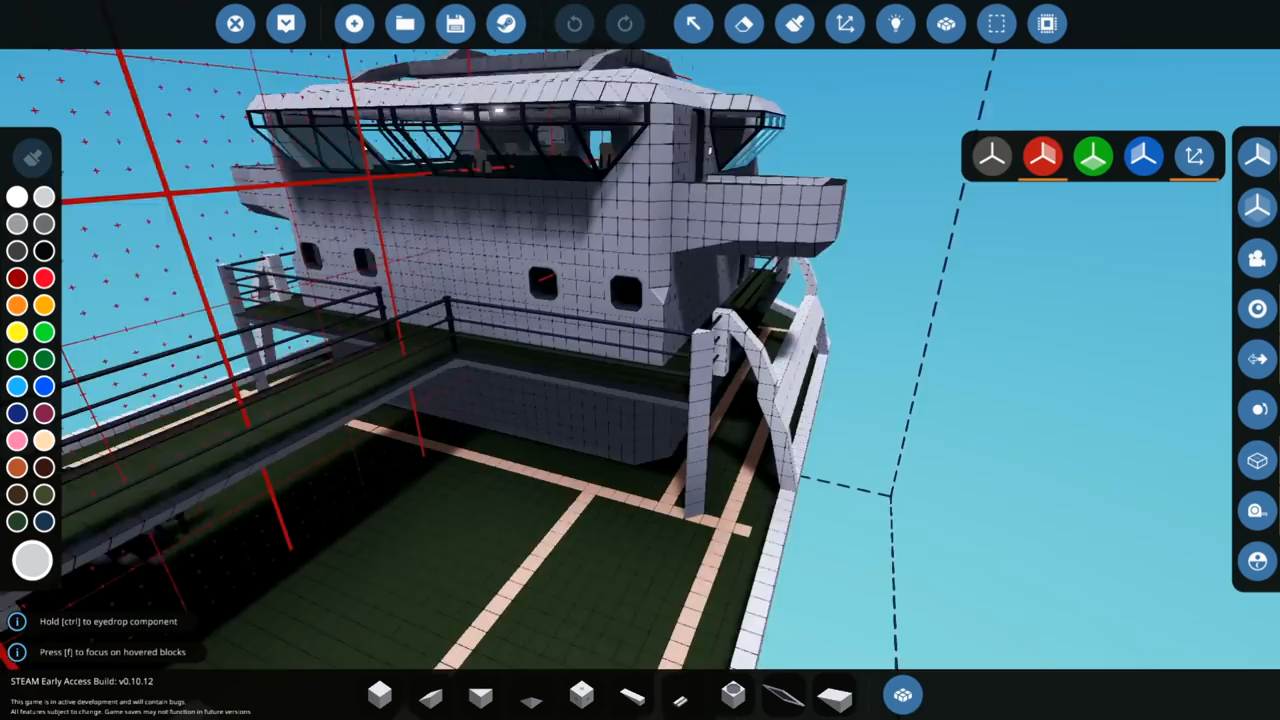 Hold [ctrl] to eyedrop component
Press [f] to focus on hovered blocks
STEAM Early Access Build: v0.10.12
This game is in active development and will contain bugs.
All features subject to change. Game saves may not function in future versions